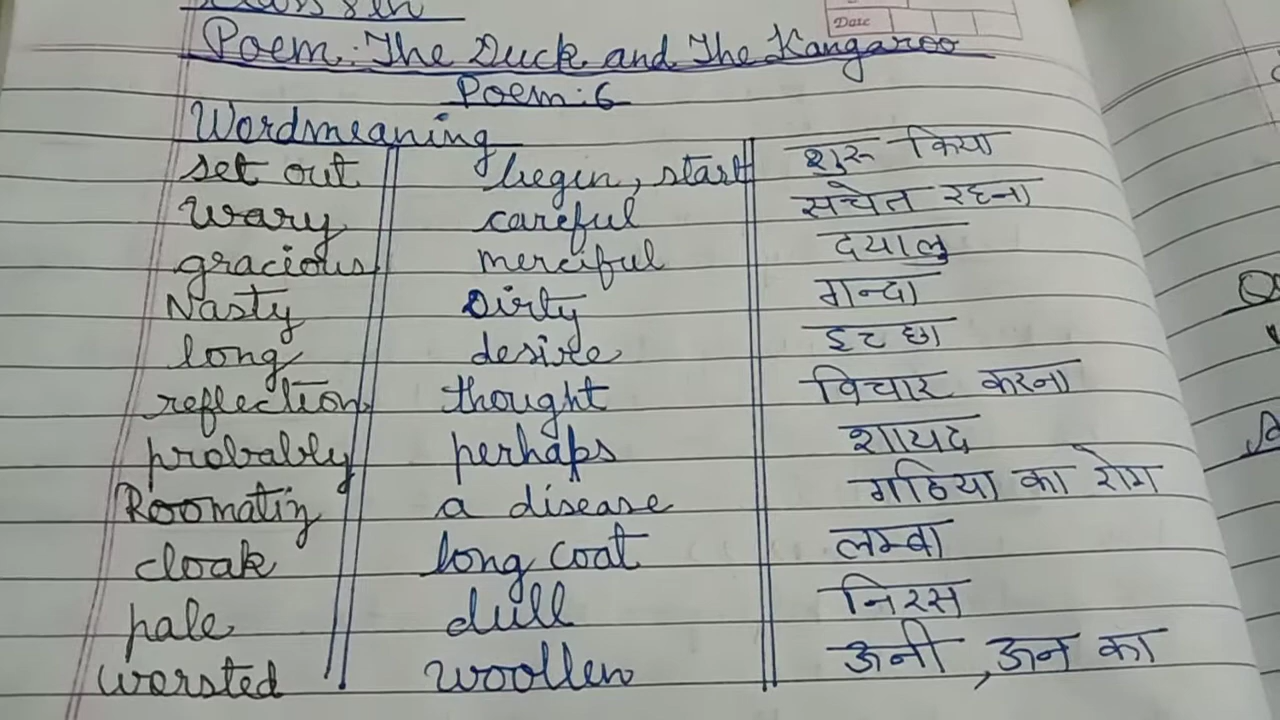 Date
Poem: The Duck and The Kangaroo
Poem: 6
Wordmeaning
set out begin, start शुरू किया
wary careful सचेत रहना
gracious merciful दयालु
Nasty Dirty गन्दा
long desire इच्छा
reflection thought विचार करना
probably perhaps शायद
Roomatiz a disease गठिया का रोग
cloak long coat लम्बा
pale dull निरस
worsted woollen ऊनी, ऊन का